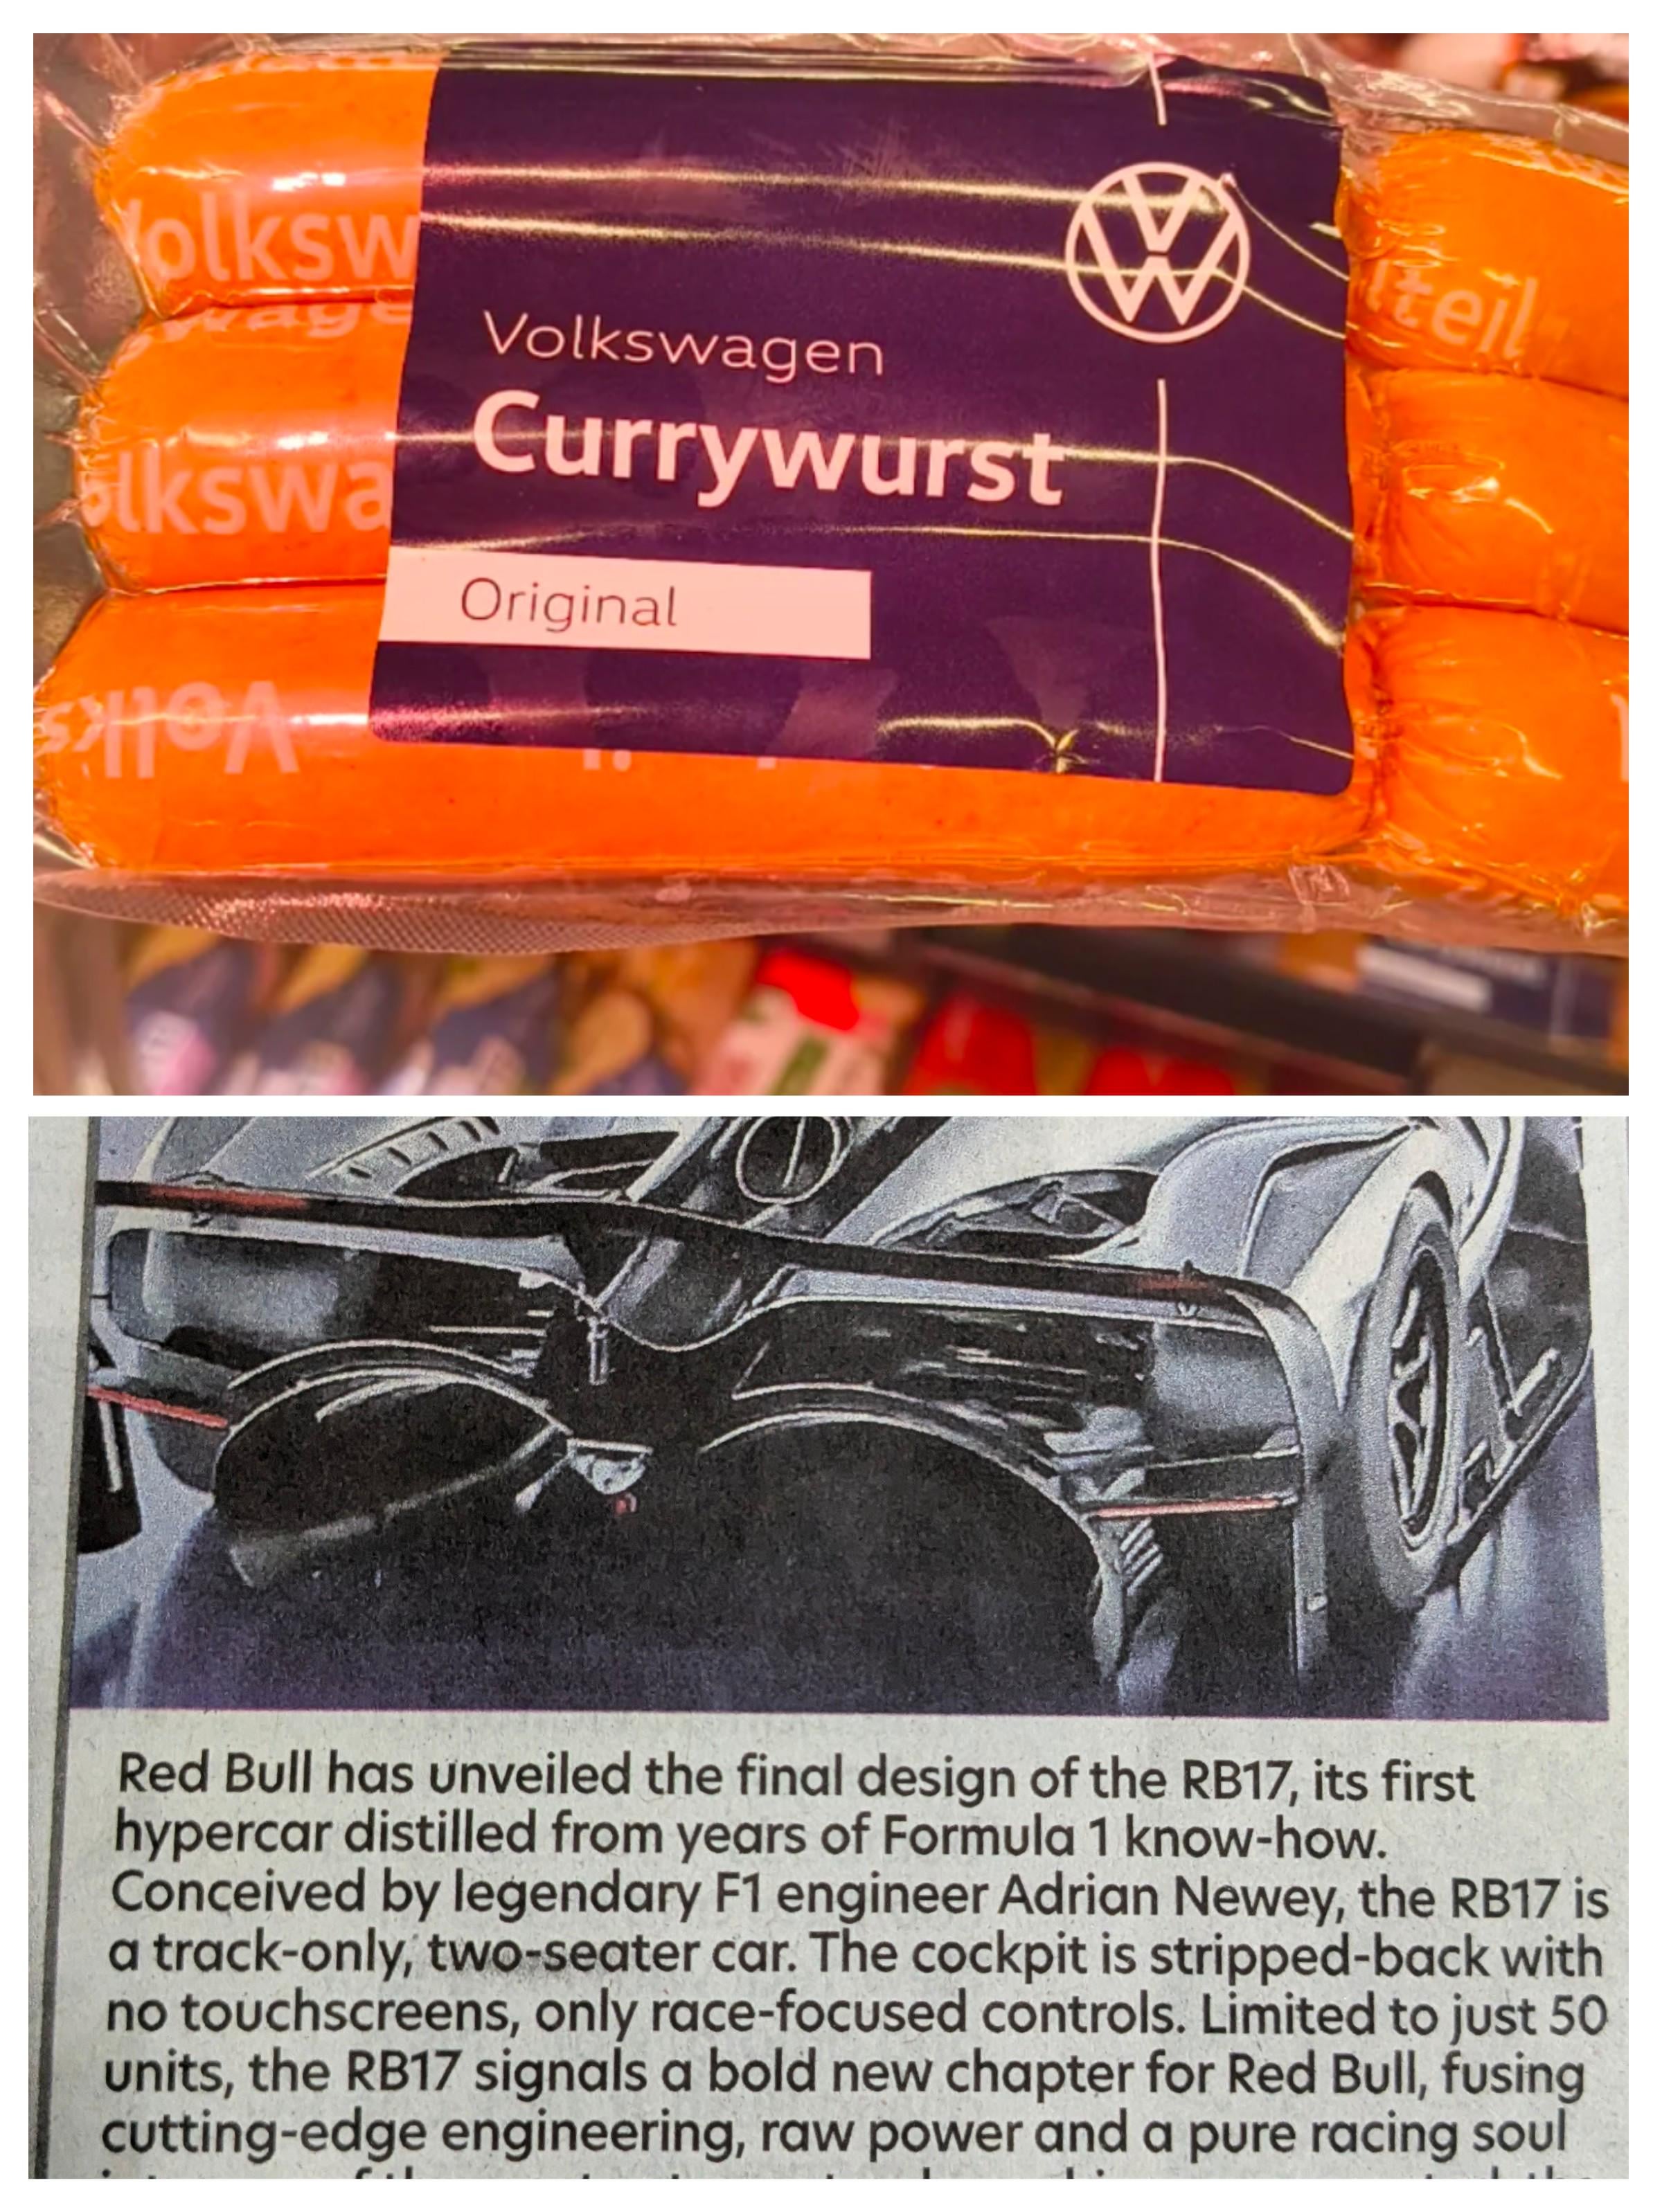 Volkswagen
Currywurst
Original
Red Bull has unveiled the final design of the RB17, its first
hypercar distilled from years of Formula 1 know-how.
Conceived by legendary F1 engineer Adrian Newey, the RB17 is
a track-only, two-seater car. The cockpit is stripped-back with
no touchscreens, only race-focused controls. Limited to just 50
units, the RB17 signals a bold new chapter for Red Bull, fusing
cutting-edge engineering, raw power and a pure racing soul